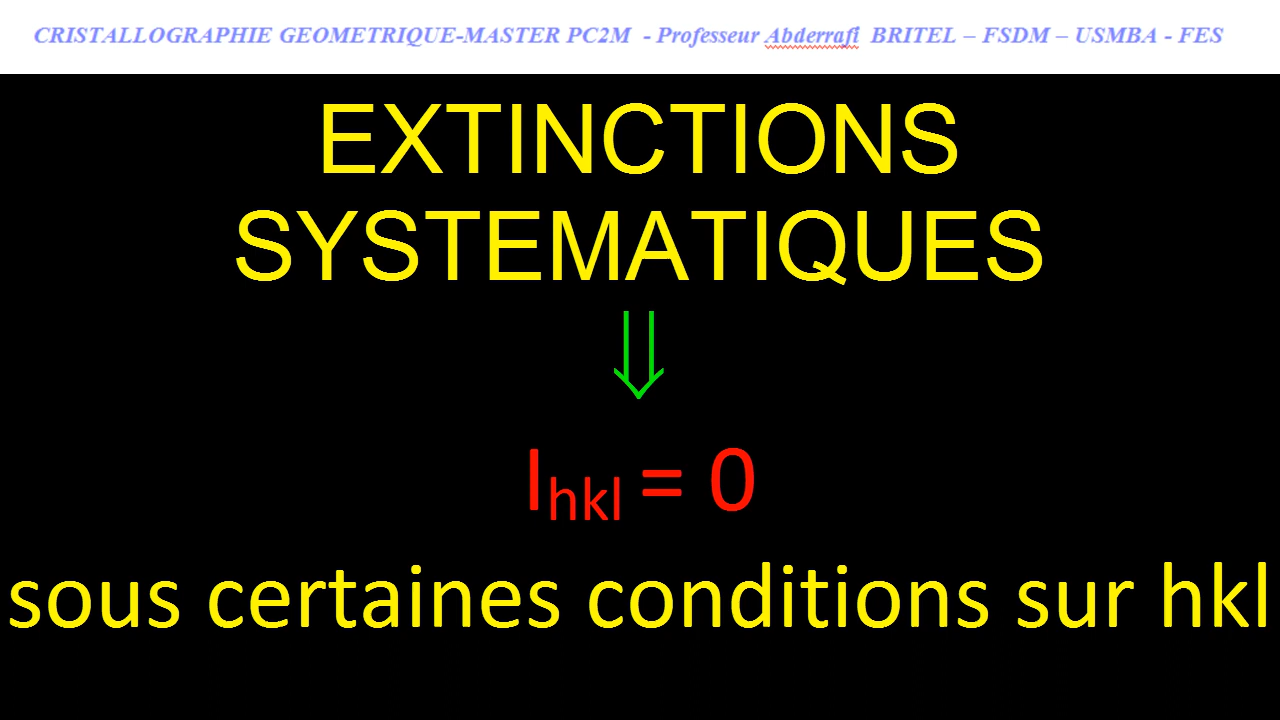 CRISTALLOGRAPHIE GEOMETRIQUE-MASTER PC2M - Professeur Abderrafi BRITEL – FSDM – USMBA - FES
EXTINCTIONS
SYSTEMATIQUES
⇓
Ihkl = 0
sous certaines conditions sur hkl